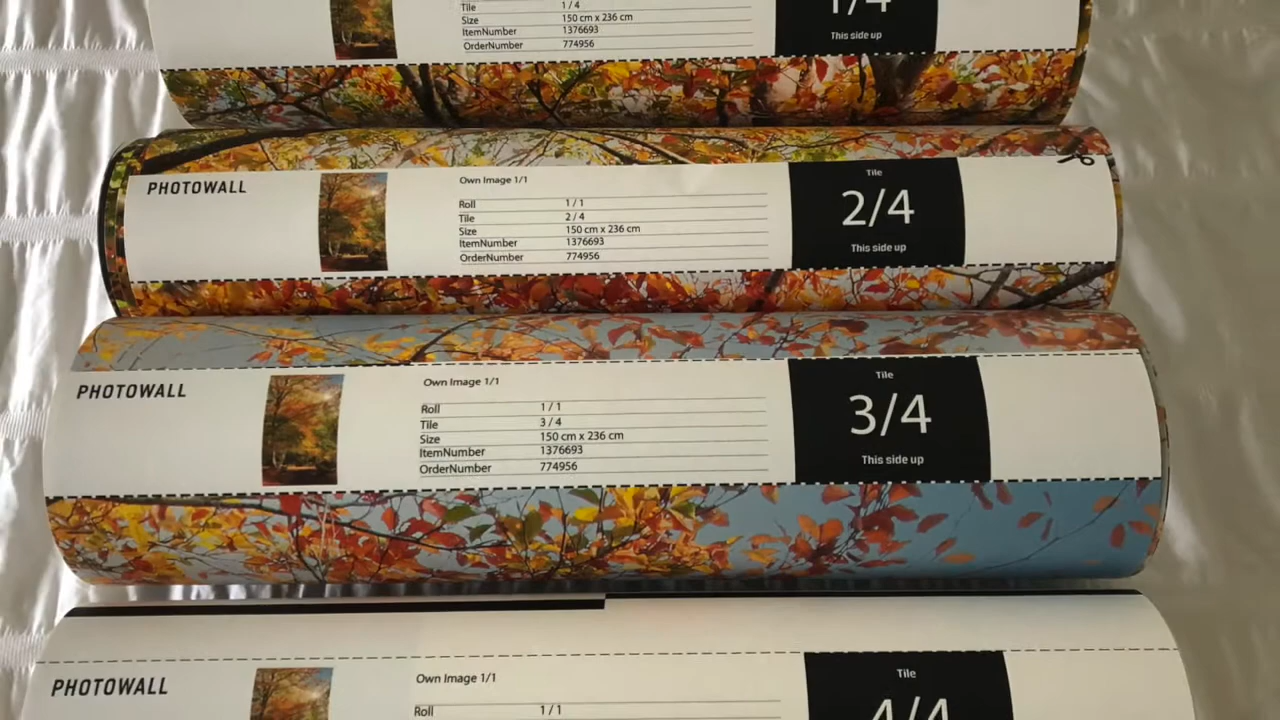 Tile 1 / 4
Size 150 cm x 236 cm
ItemNumber 1376693
OrderNumber 774956
1/4
This side up
PHOTOWALL
Own Image 1/1
Roll 1 / 1
Tile 2 / 4
Size 150 cm x 236 cm
ItemNumber 1376693
OrderNumber 774956
Tile
2/4
This side up
PHOTOWALL
Own Image 1/1
Roll 1 / 1
Tile 3 / 4
Size 150 cm x 236 cm
ItemNumber 1376693
OrderNumber 774956
Tile
3/4
This side up
PHOTOWALL
Own Image 1/1
Roll 1 / 1
Tile
4/4